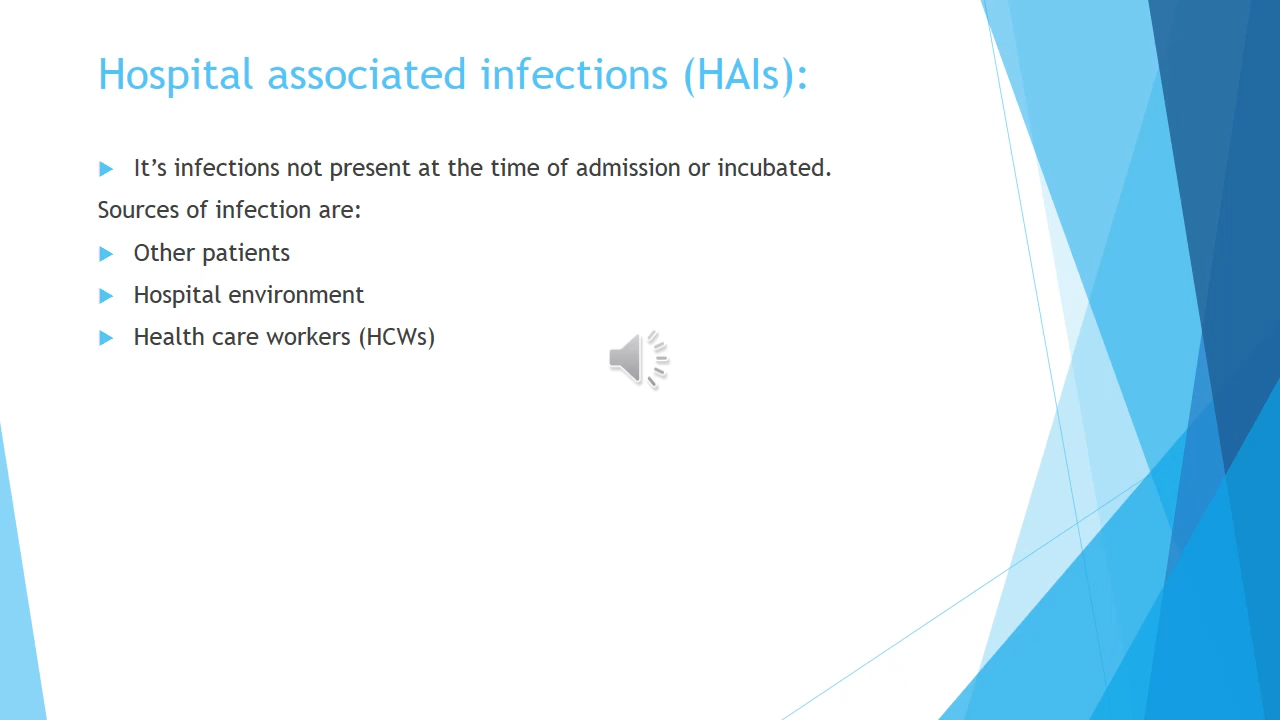 Hospital associated infections (HAIs):
It’s infections not present at the time of admission or incubated.
Sources of infection are:
Other patients
Hospital environment
Health care workers (HCWs)